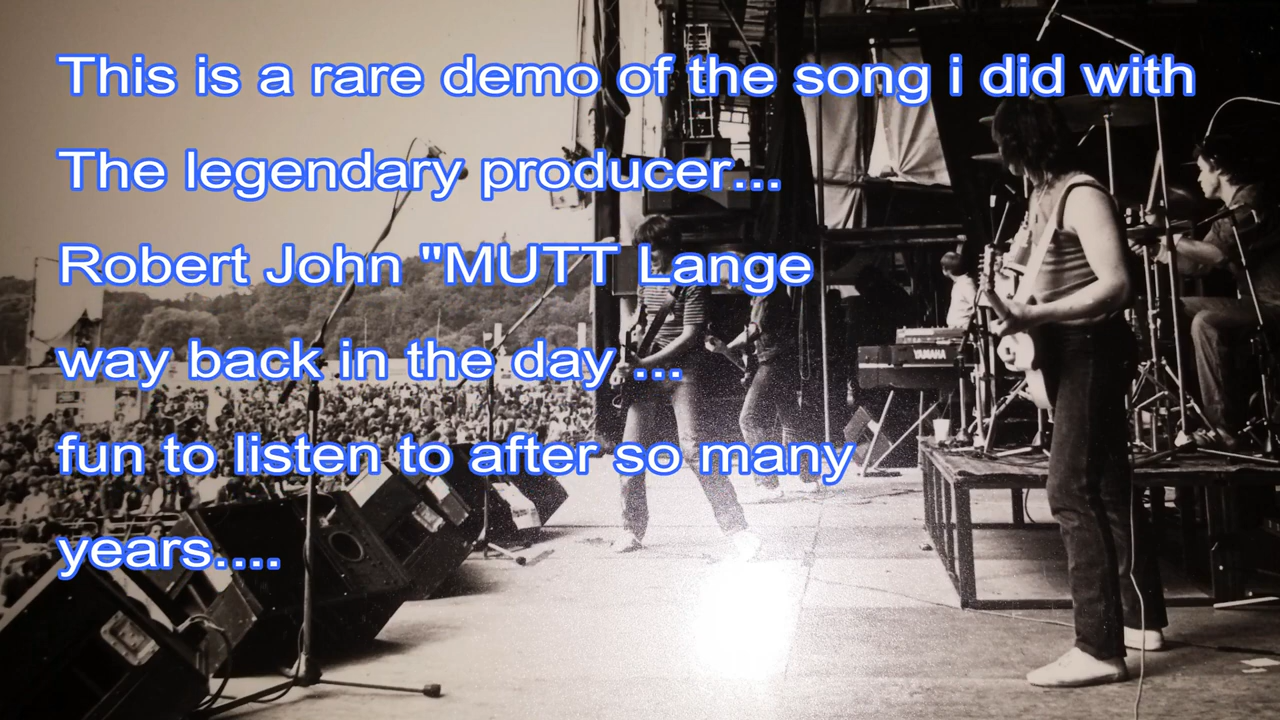 This is a rare demo of the song i did with
The legendary producer...
Robert John "MUTT Lange
way back in the day ...
fun to listen to after so many
years....
YAMAHA